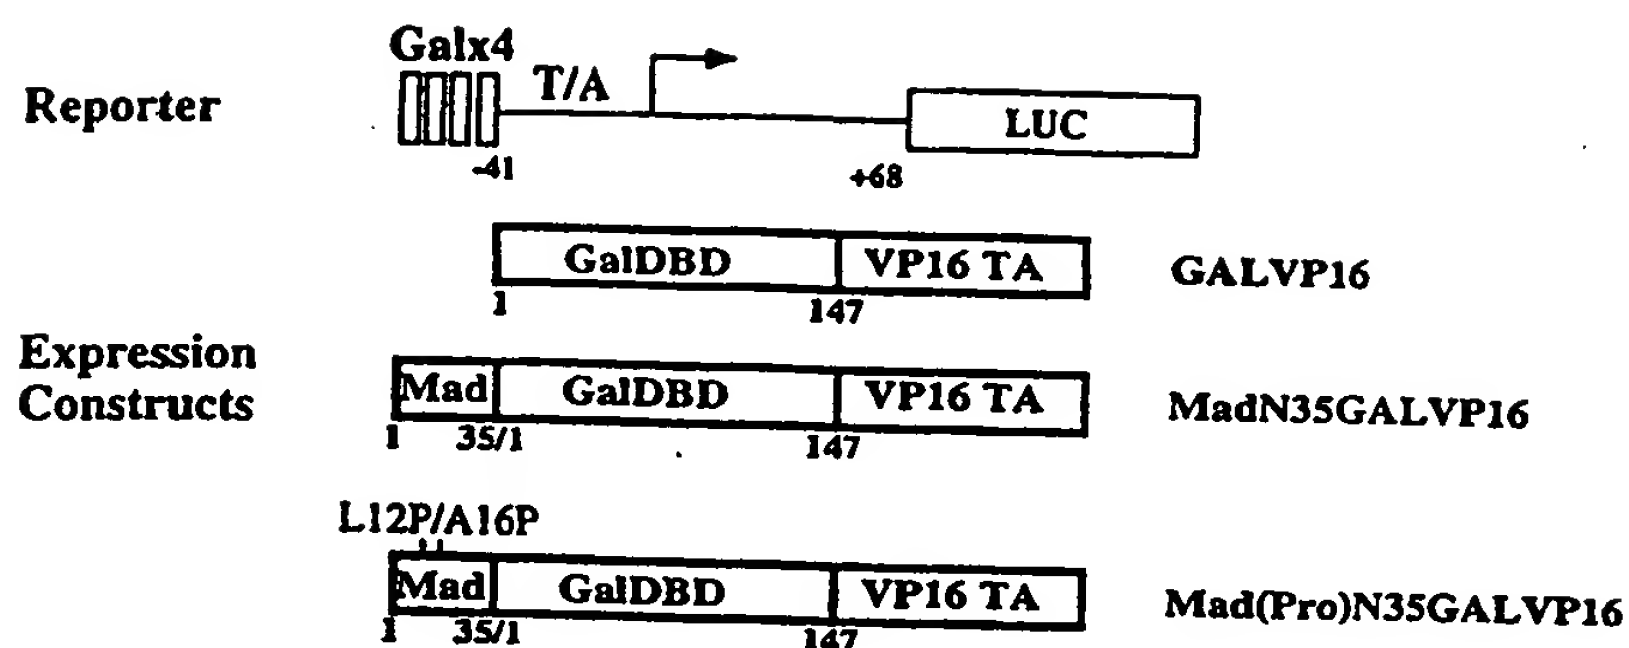 Galx4
T/A
Reporter
LUC
-41
+68
GalDBD
VP16 TA
GALVP16
1
147
Expression
Constructs
Mad
GalDBD
VP16 TA
MadN35GALVP16
1
35/1
147
L12P/A16P
Mad
GalDBD
VP16 TA
Mad(Pro)N35GALVP16
1
35/1
147